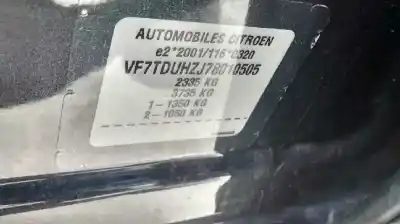 AUTOMOBILES CITROEN
e2*2001/116*0320
VF7TDUHZJ78010505
2335 KG
3735 KG
1 - 1350 KG
2 - 1050 KG